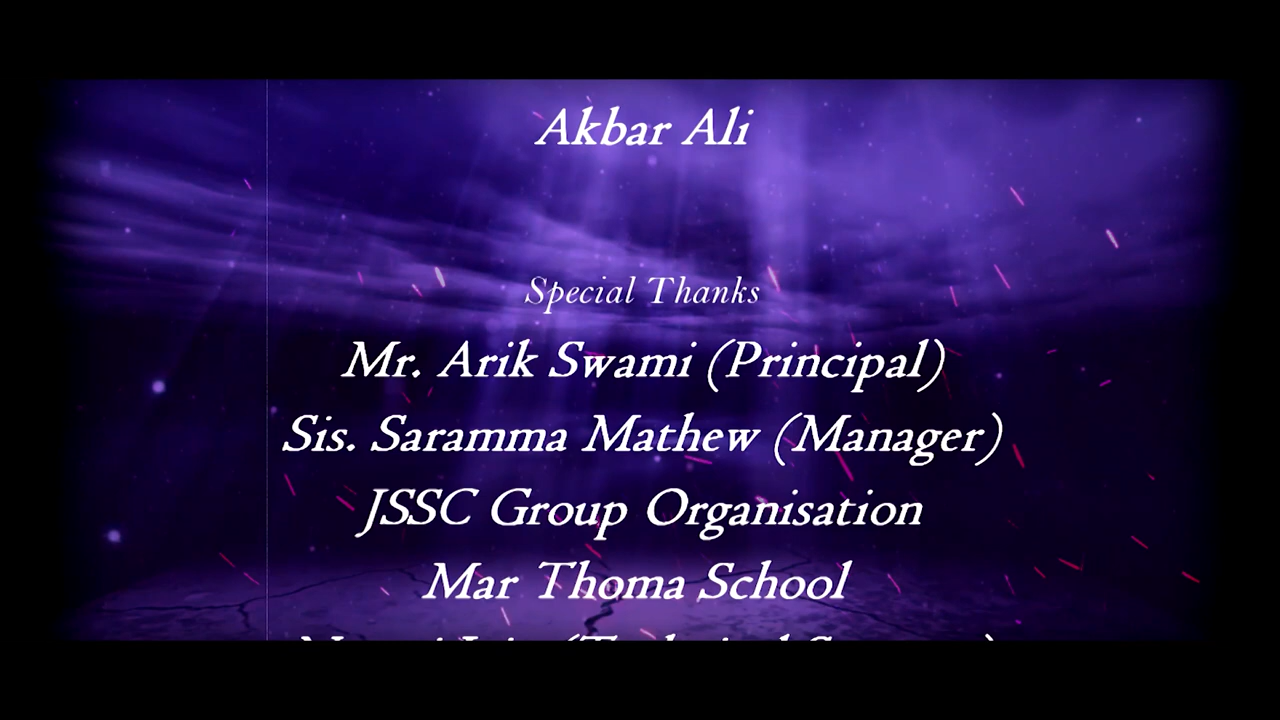 Akbar Ali
Special Thanks
Mr. Arik Swami (Principal)
Sis. Saramma Mathew (Manager)
JSSC Group Organisation
Mar Thoma School